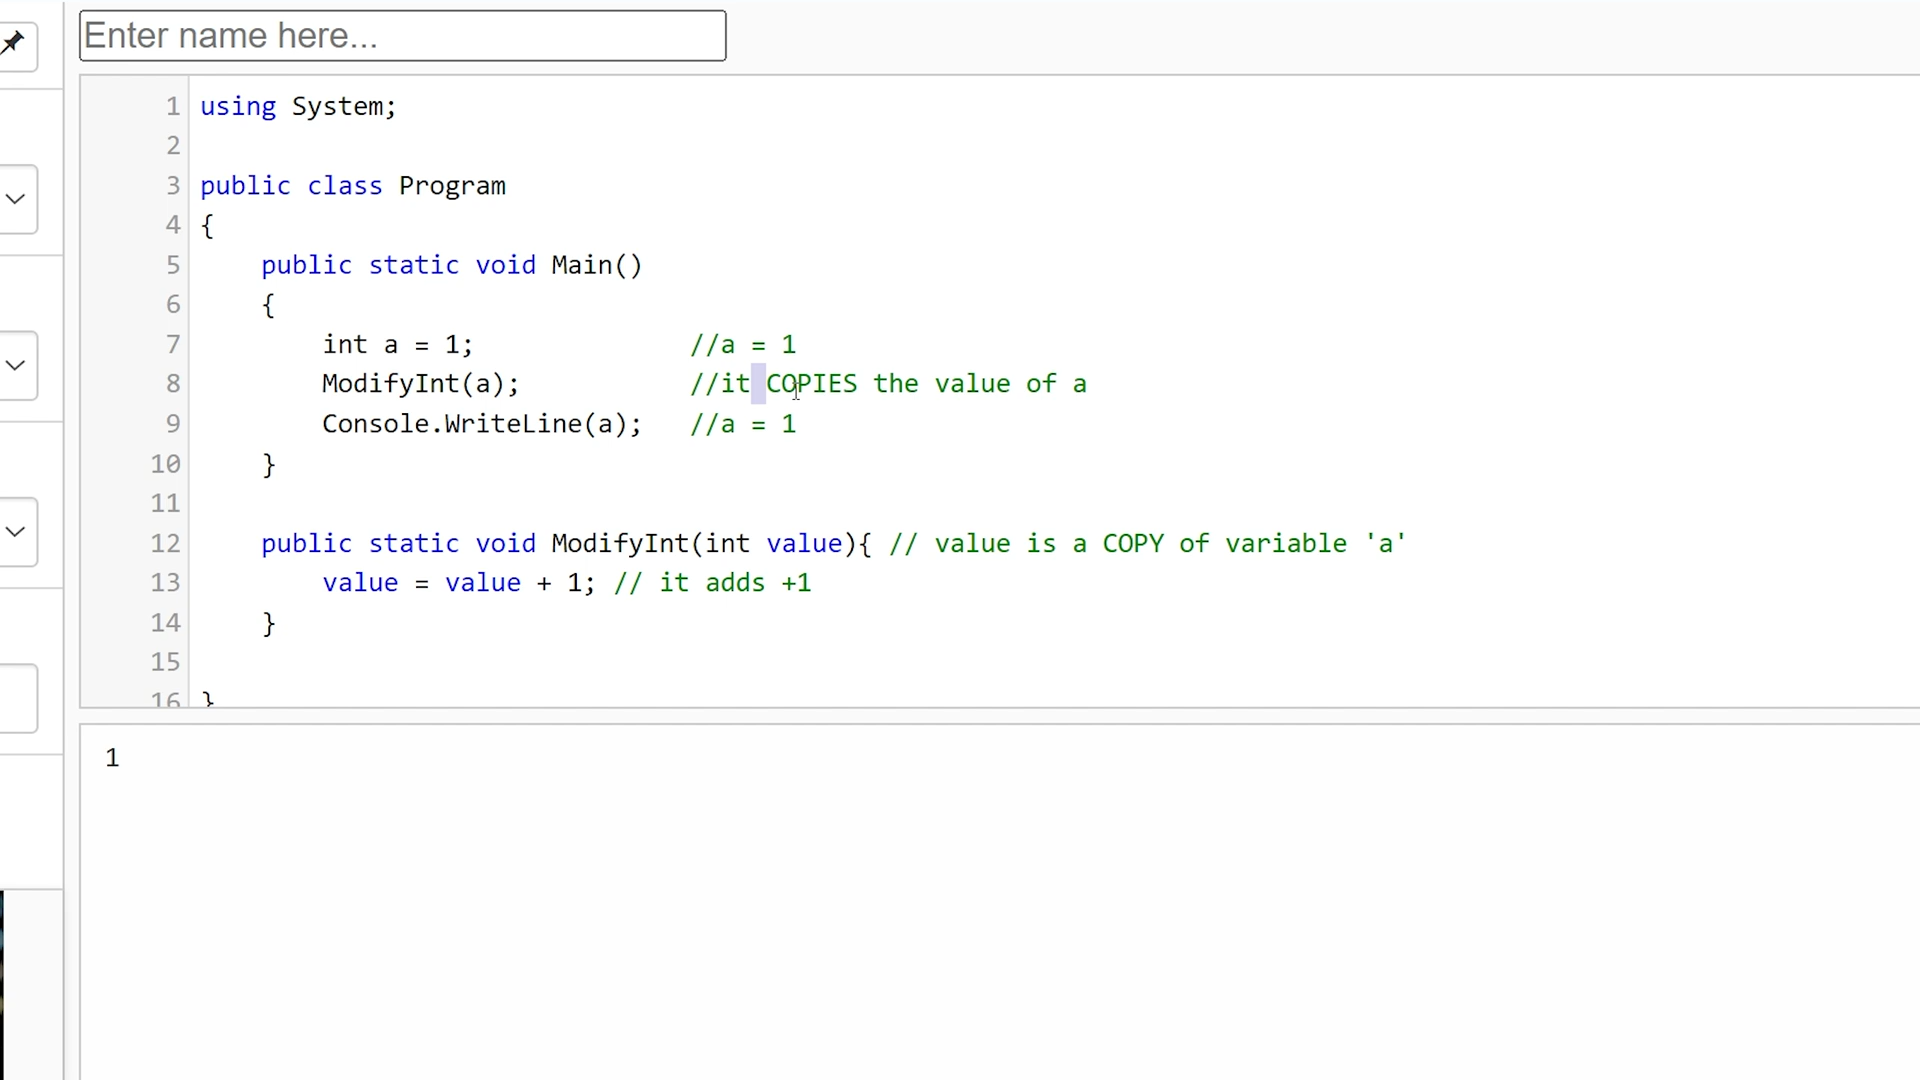 Enter name here...
1 using System;
2
3 public class Program
4 {
5 public static void Main()
6 {
7 int a = 1; //a = 1
8 ModifyInt(a); //it COPIES the value of a
9 Console.WriteLine(a); //a = 1
10 }
11
12 public static void ModifyInt(int value){ // value is a COPY of variable 'a'
13 value = value + 1; // it adds +1
14 }
15
16 }
1